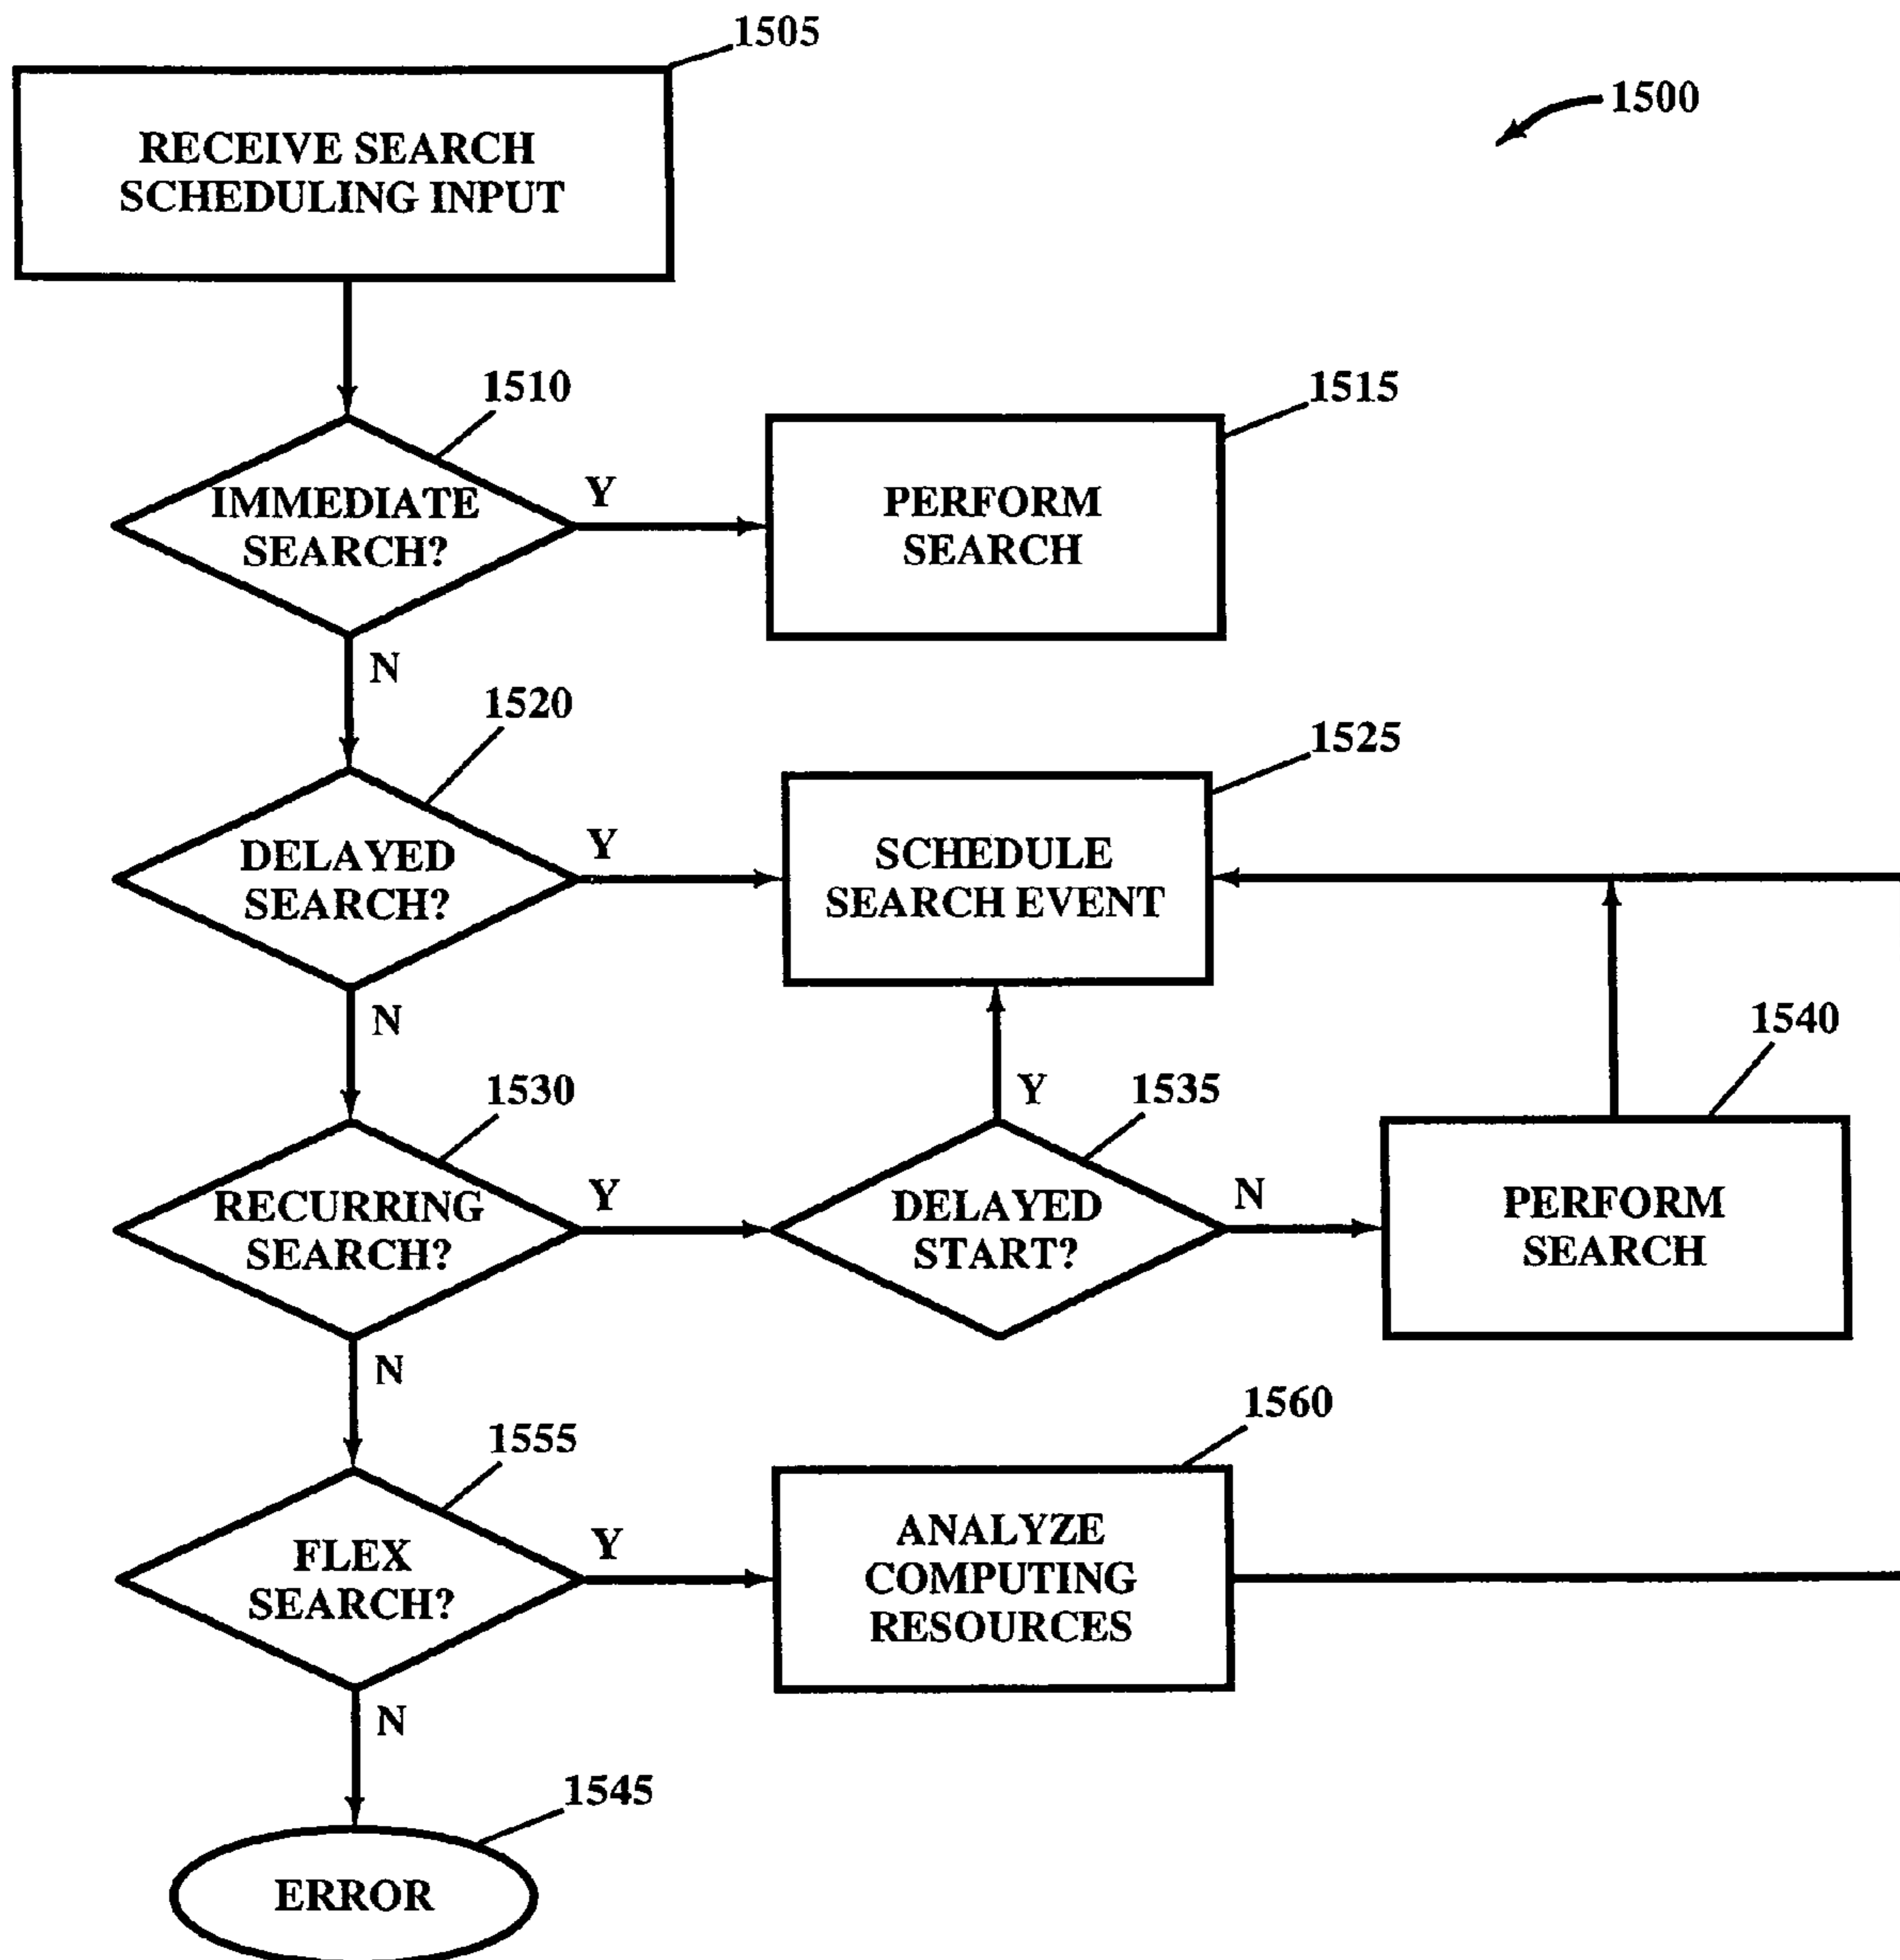 1505
1500
RECEIVE SEARCH
SCHEDULING INPUT
1510
1515
IMMEDIATE
SEARCH?
Y
PERFORM
SEARCH
N
1520
1525
DELAYED
SEARCH?
Y
SCHEDULE
SEARCH EVENT
N
1530
1535
1540
Y
RECURRING
SEARCH?
Y
DELAYED
START?
N
PERFORM
SEARCH
N
1555
1560
FLEX
SEARCH?
Y
ANALYZE
COMPUTING
RESOURCES
N
1545
ERROR